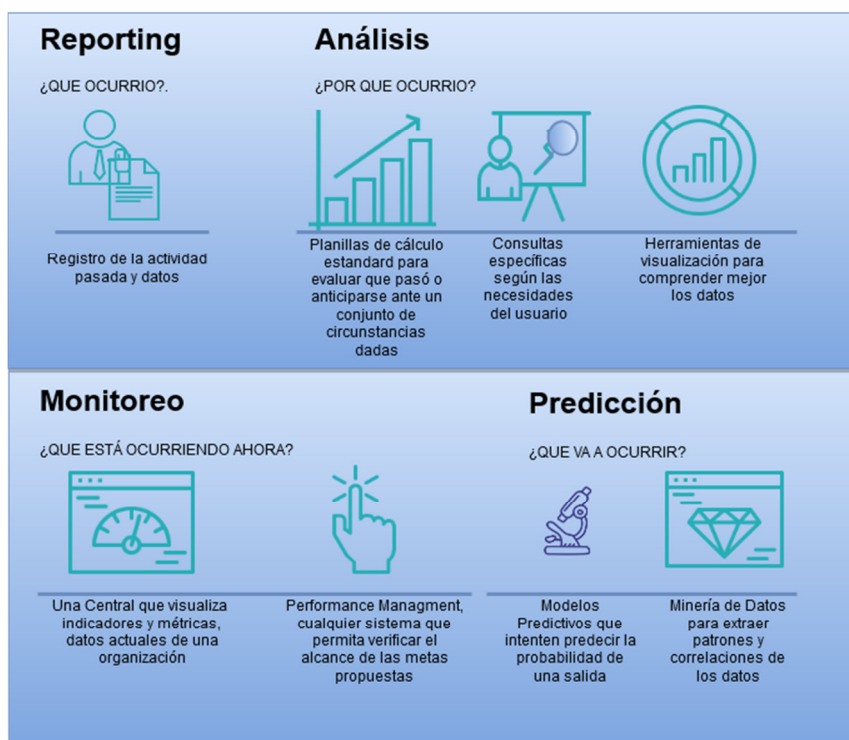 Reporting
¿QUE OCURRIO?.
Registro de la actividad
pasada y datos
Análisis
¿POR QUE OCURRIO?
Planillas de cálculo
estandard para
evaluar que pasó o
anticiparse ante un
conjunto de
circunstancias
dadas
Consultas
específicas
según las
necesidades
del usuario
Herramientas de
visualización para
comprender mejor
los datos
Monitoreo
¿QUE ESTÁ OCURRIENDO AHORA?
Una Central que visualiza
indicadores y métricas,
datos actuales de una
organización
Performance Managment,
cualquier sistema que
permita verificar el
alcance de las metas
propuestas
Predicción
¿QUE VA A OCURRIR?
Modelos
Predictivos que
intenten predecir la
probabilidad de
una salida
Minería de Datos
para extraer
patrones y
correlaciones de
los datos